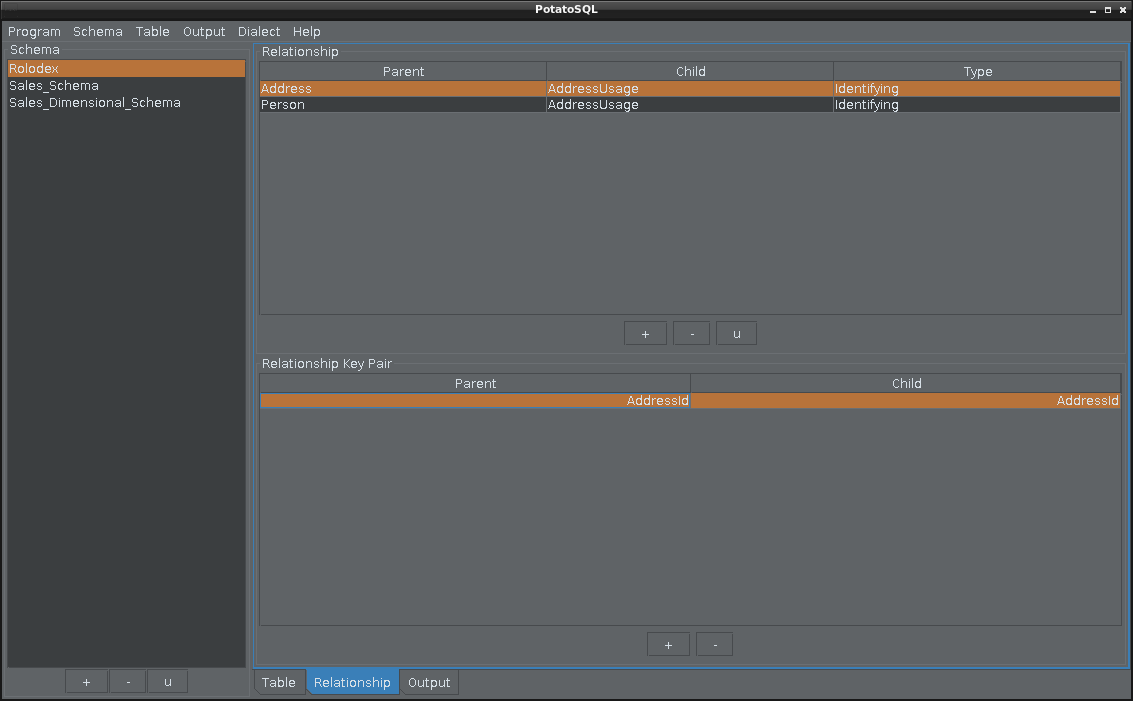 PotatoSQL
Program Schema Table Output Dialect Help
Schema
Rolodex
Sales_Schema
Sales_Dimensional_Schema
+ - u
Relationship
Parent Child Type
Address AddressUsage Identifying
Person AddressUsage Identifying
+ - u
Relationship Key Pair
Parent Child
AddressId AddressId
+ -
Table Relationship Output